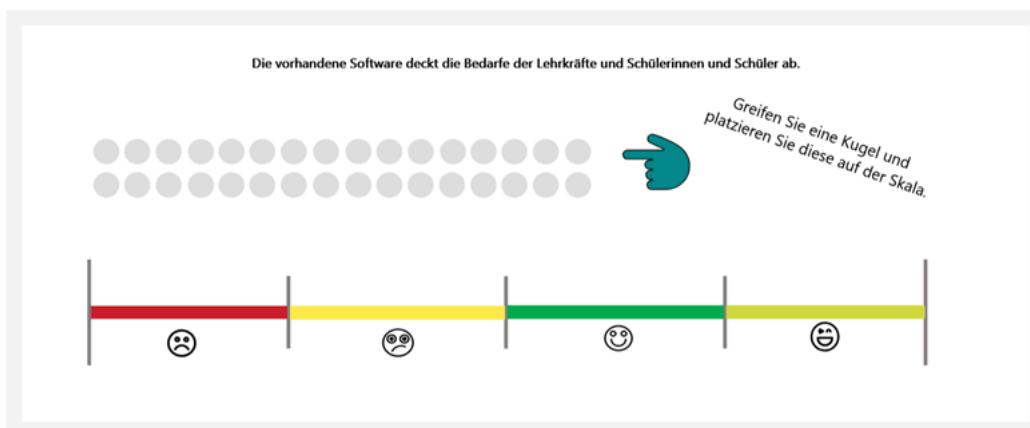 Die vorhandene Software deckt die Bedarfe der Lehrkräfte und Schülerinnen und Schüler ab.
Greifen Sie eine Kugel und
platzieren Sie diese auf der Skala.